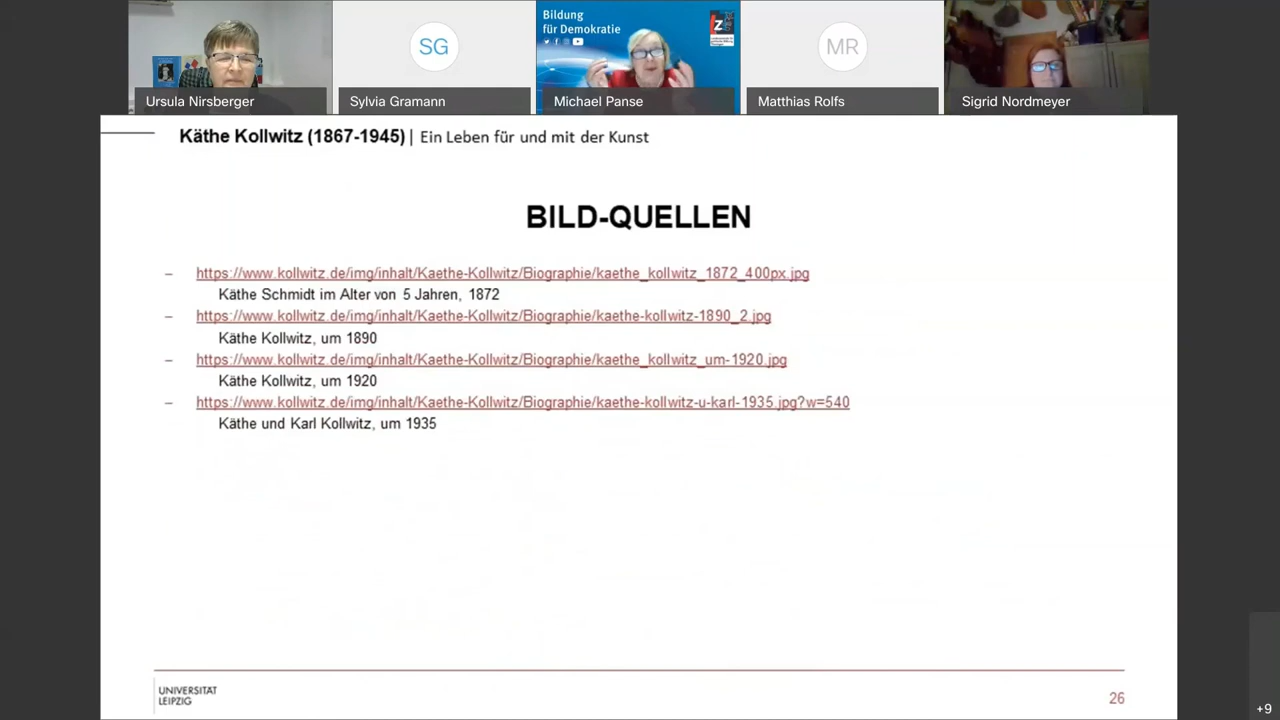 Bildung
für Demokratie
SG
MR
Ursula Nirsberger
Sylvia Gramann
Michael Panse
Matthias Rolfs
Sigrid Nordmeyer
Käthe Kollwitz (1867-1945) | Ein Leben für und mit der Kunst
BILD-QUELLEN
– https://www.kollwitz.de/img/inhalt/Kaethe-Kollwitz/Biographie/kaethe_kollwitz_1872_400px.jpg
Käthe Schmidt im Alter von 5 Jahren, 1872
– https://www.kollwitz.de/img/inhalt/Kaethe-Kollwitz/Biographie/kaethe-kollwitz-1890_2.jpg
Käthe Kollwitz, um 1890
– https://www.kollwitz.de/img/inhalt/Kaethe-Kollwitz/Biographie/kaethe_kollwitz_um-1920.jpg
Käthe Kollwitz, um 1920
– https://www.kollwitz.de/img/inhalt/Kaethe-Kollwitz/Biographie/kaethe-kollwitz-u-karl-1935.jpg?w=540
Käthe und Karl Kollwitz, um 1935
UNIVERSITÄT
LEIPZIG
26
+9